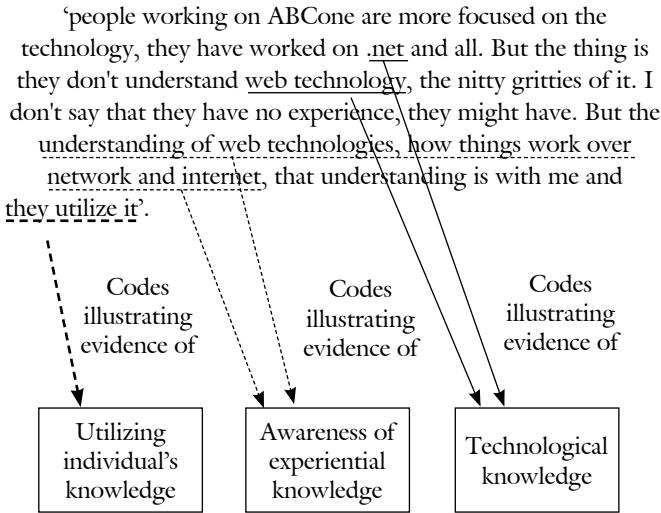 ‘people working on ABCone are more focused on the
technology, they have worked on .net and all. But the thing is
they don't understand web technology, the nitty gritties of it. I
don't say that they have no experience, they might have. But the
understanding of web technologies, how things work over
network and internet, that understanding is with me and
they utilize it’.
Codes
illustrating
evidence of
Codes
illustrating
evidence of
Codes
illustrating
evidence of
Utilizing
individual's
knowledge
Awareness of
experiential
knowledge
Technological
knowledge